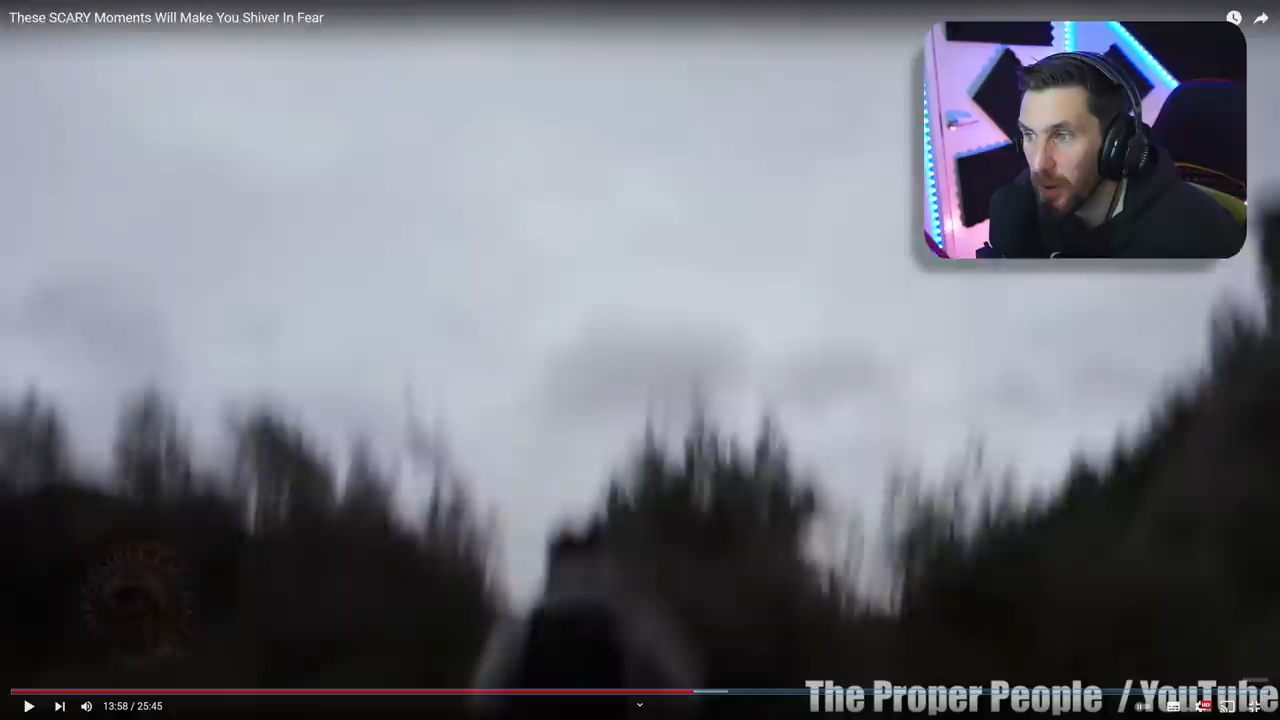 These SCARY Moments Will Make You Shiver In Fear
13:58 / 25:45
The Proper People / YouTube